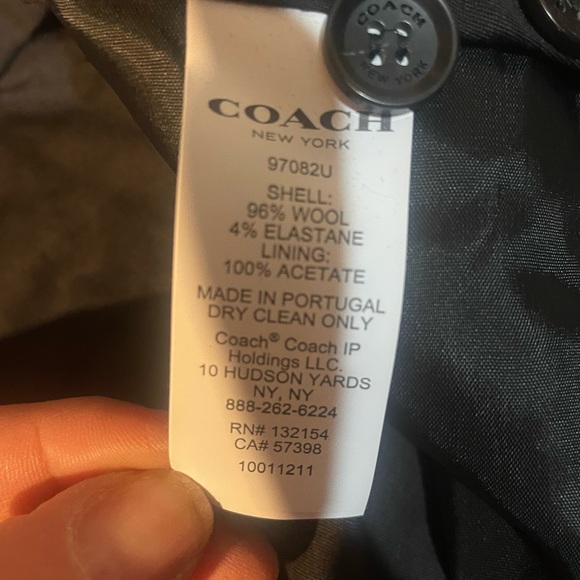 COACH
NEW YORK
COACH
NEW YORK
97082U
SHELL:
96% WOOL
4% ELASTANE
LINING:
100% ACETATE
MADE IN PORTUGAL
DRY CLEAN ONLY
Coach® Coach IP
Holdings LLC.
10 HUDSON YARDS
NY, NY
888-262-6224
RN# 132154
CA# 57398
10011211